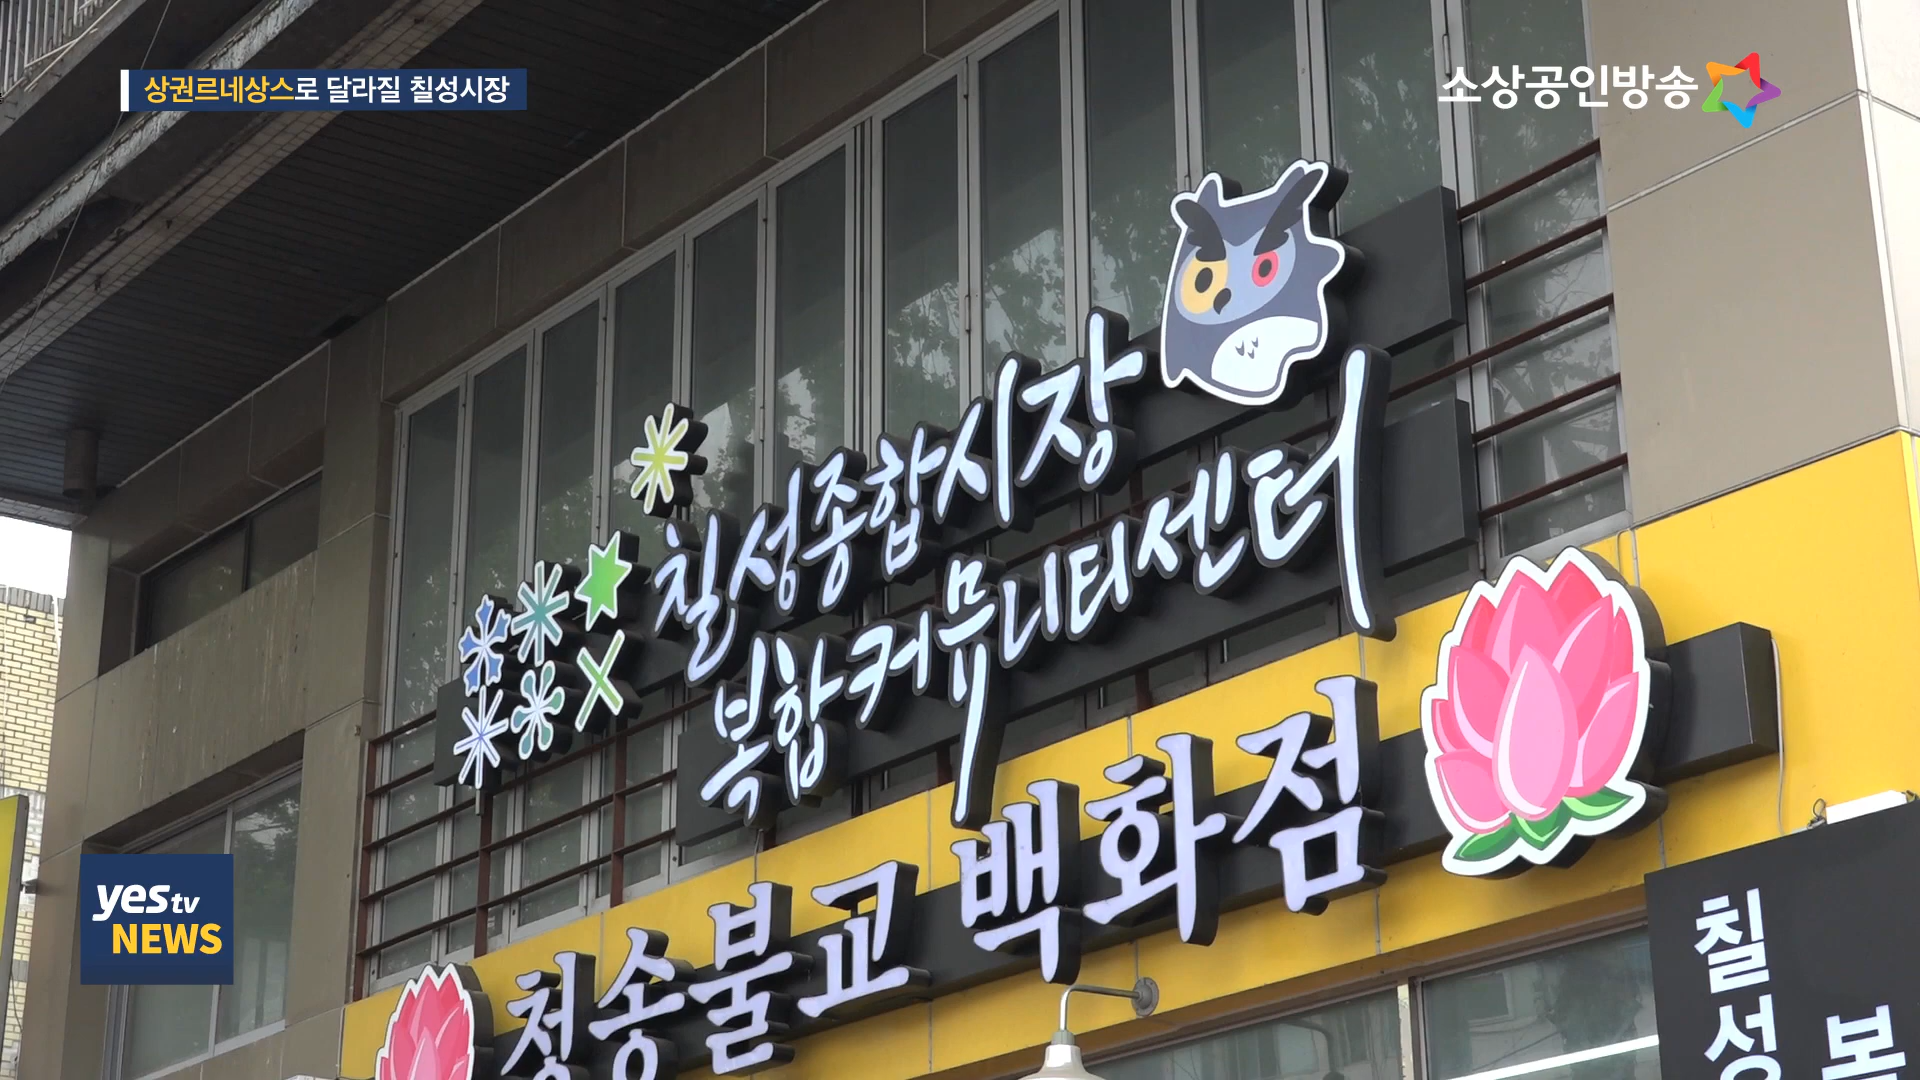 상권르네상스로 달라질 칠성시장
소상공인방송
칠성종합시장
복합커뮤니티센터
청송불교백화점
칠성
복
yes tv
NEWS